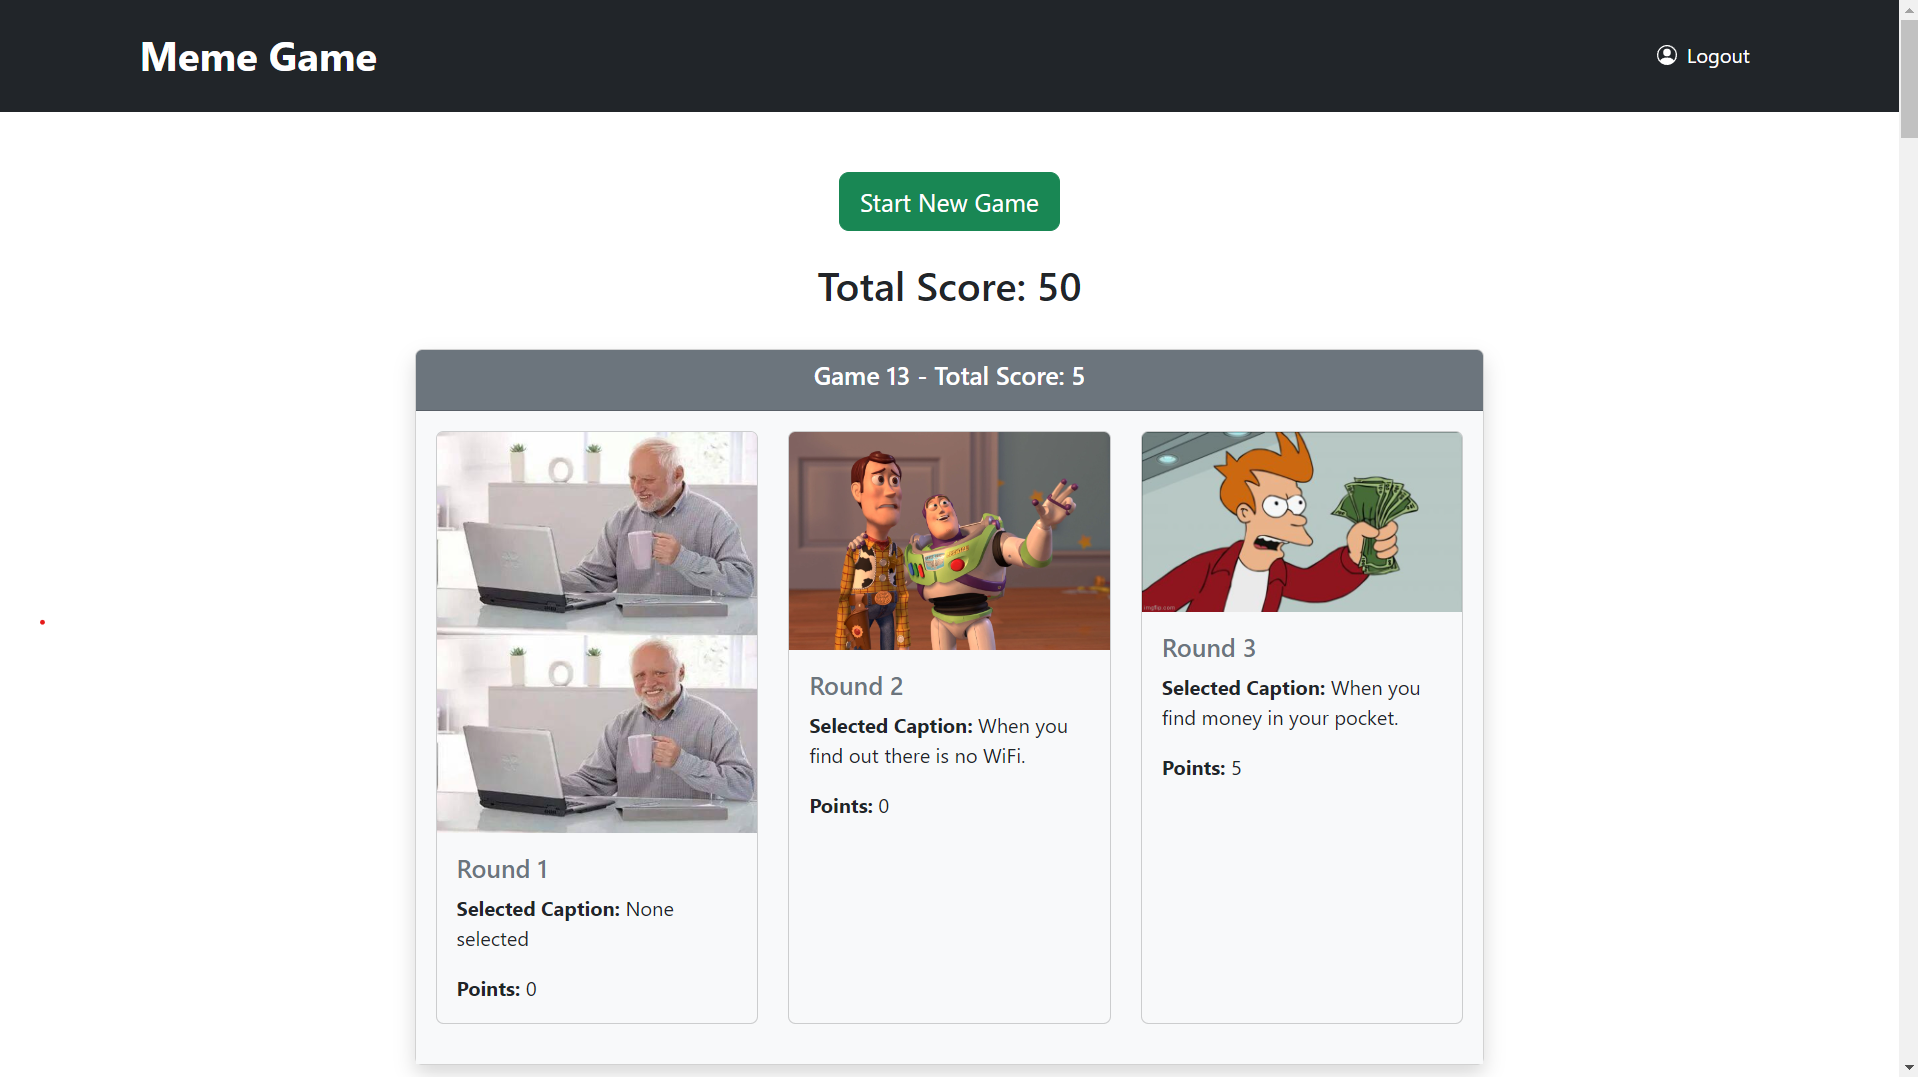 Meme Game
Logout
Start New Game
Total Score: 50
Game 13 - Total Score: 5
Round 1
Selected Caption: None
selected
Points: 0
Round 2
Selected Caption: When you
find out there is no WiFi.
Points: 0
imgflip.com
Round 3
Selected Caption: When you
find money in your pocket.
Points: 5